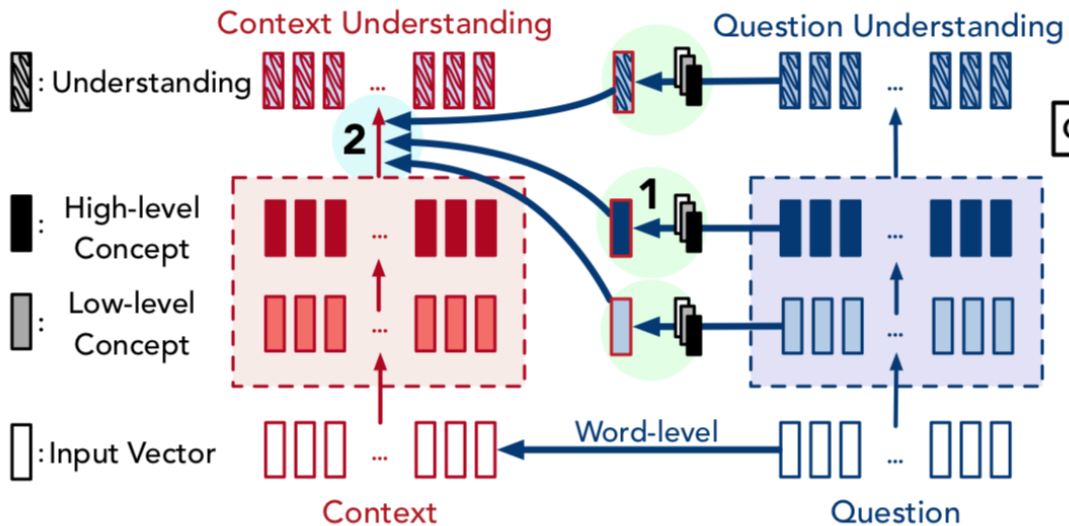 Context Understanding
Question Understanding
: Understanding
...
...
2
1
: High-level
Concept
...
...
: Low-level
Concept
...
...
Word-level
: Input Vector
...
...
Context
Question